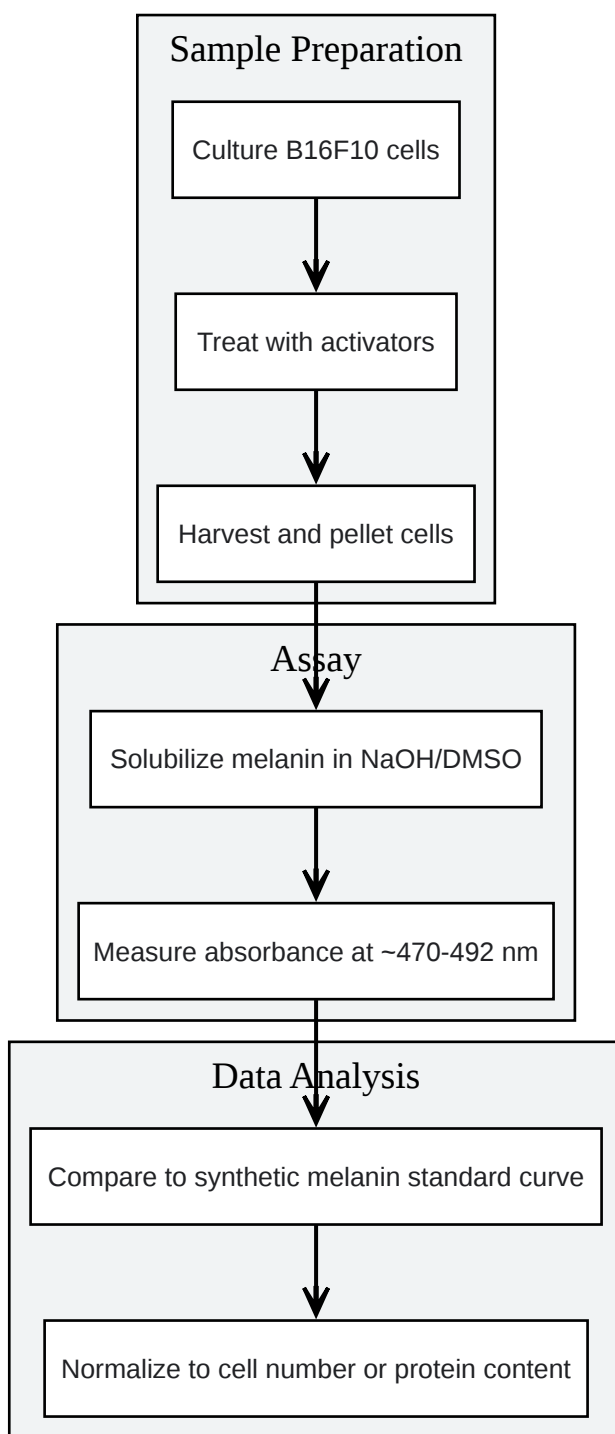 Sample Preparation
Culture B16F10 cells
Treat with activators
Harvest and pellet cells
Assay
Solubilize melanin in NaOH/DMSO
Measure absorbance at ~470-492 nm
Data Analysis
Compare to synthetic melanin standard curve
Normalize to cell number or protein content